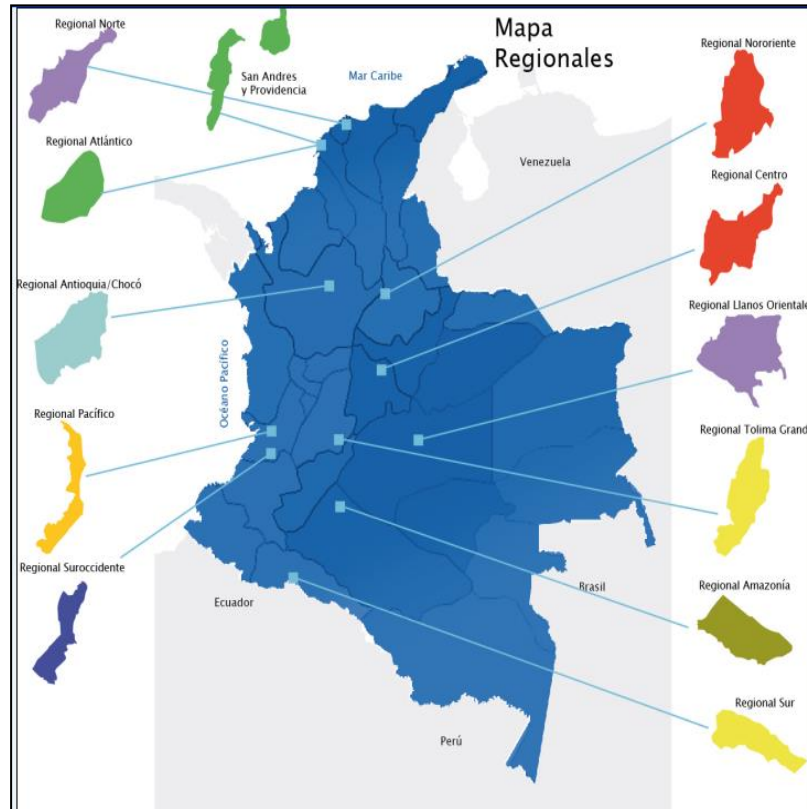 Mapa
Regionales
Regional Norte
San Andres
y Providencia
Mar Caribe
Regional Nororiente
Regional Atlántico
Venezuela
Regional Centro
Regional Antioquia/Chocó
Regional Llanos Orientale
Océano Pacífico
Regional Pacífico
Regional Tolima Grand
Regional Suroccidente
Ecuador
Brasil
Regional Amazonía
Regional Sur
Perú